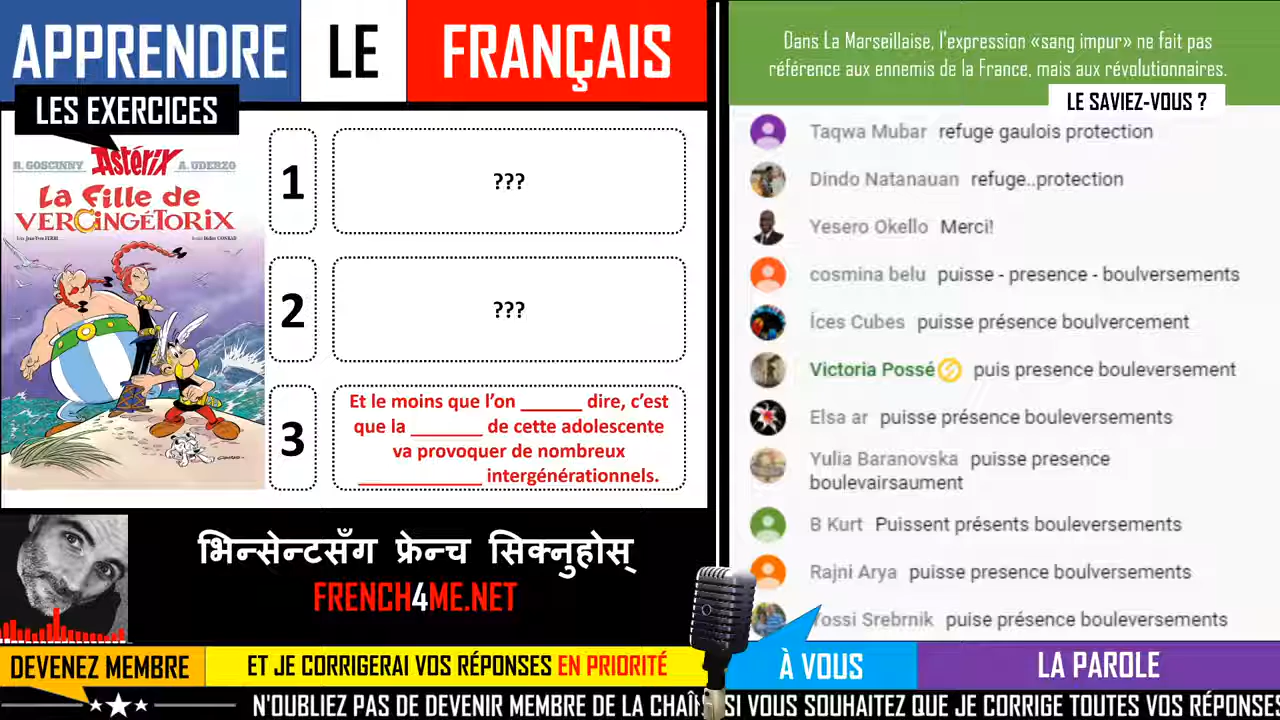 APPRENDRE LE FRANÇAIS
LES EXERCICES
R. GOSCINNY Astérix A. UDERZO
La Fille de
VERCINGÉTORIX
1
???
2
???
3
Et le moins que l'on ______ dire, c'est
que la _______ de cette adolescente
va provoquer de nombreux
____________ intergénérationnels.
Dans La Marseillaise, l'expression «sang impur» ne fait pas
référence aux ennemis de la France, mais aux révolutionnaires.
LE SAVIEZ-VOUS ?
Taqwa Mubar refuge gaulois protection
Dindo Natanauan refuge..protection
Yesero Okello Merci!
cosmina belu puisse - presence - boulversements
İces Cubes puisse présence boulvercement
Victoria Possé puis presence bouleversement
Elsa ar puisse présence bouleversements
Yulia Baranovska puisse presence
boulevairsaument
B Kurt Puissent présents bouleversements
Rajni Arya puisse presence boulversements
Yossi Srebrnik puise présence bouleversements
भिन्सेन्टसँग फ्रेन्च सिक्नुहोस्
FRENCH4ME.NET
DEVENEZ MEMBRE
ET JE CORRIGERAI VOS RÉPONSES EN PRIORITÉ
À VOUS
LA PAROLE
N'OUBLIEZ PAS DE DEVENIR MEMBRE DE LA CHAÎN SI VOUS SOUHAITEZ QUE JE CORRIGE TOUTES VOS RÉPONSES